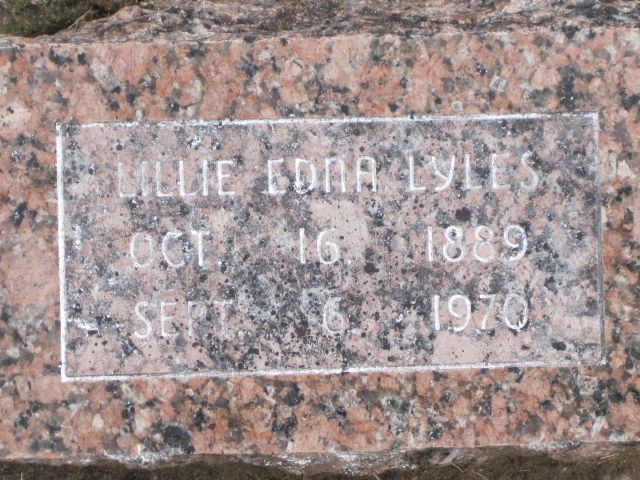 LILLIE EDNA LYLES
OCT 16 1889
SEPT 6 1970